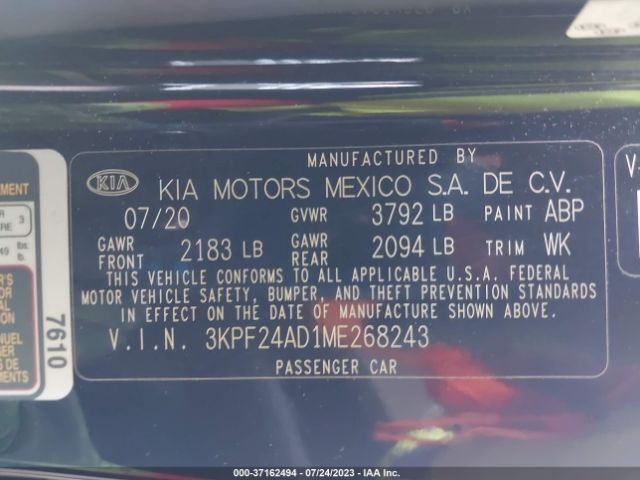 MANUFACTURED BY
KIA KIA MOTORS MEXICO S.A. DE C.V.
07/20 GVWR 3792 LB PAINT ABP
GAWR FRONT 2183 LB GAWR REAR 2094 LB TRIM WK
THIS VEHICLE CONFORMS TO ALL APPLICABLE U.S.A. FEDERAL
MOTOR VEHICLE SAFETY, BUMPER, AND THEFT PREVENTION STANDARDS
IN EFFECT ON THE DATE OF MANUFACTURE SHOWN ABOVE.
V.I.N. 3KPF24AD1ME268243
PASSENGER CAR
7610
000-37162494 - 07/24/2023 - IAA Inc.